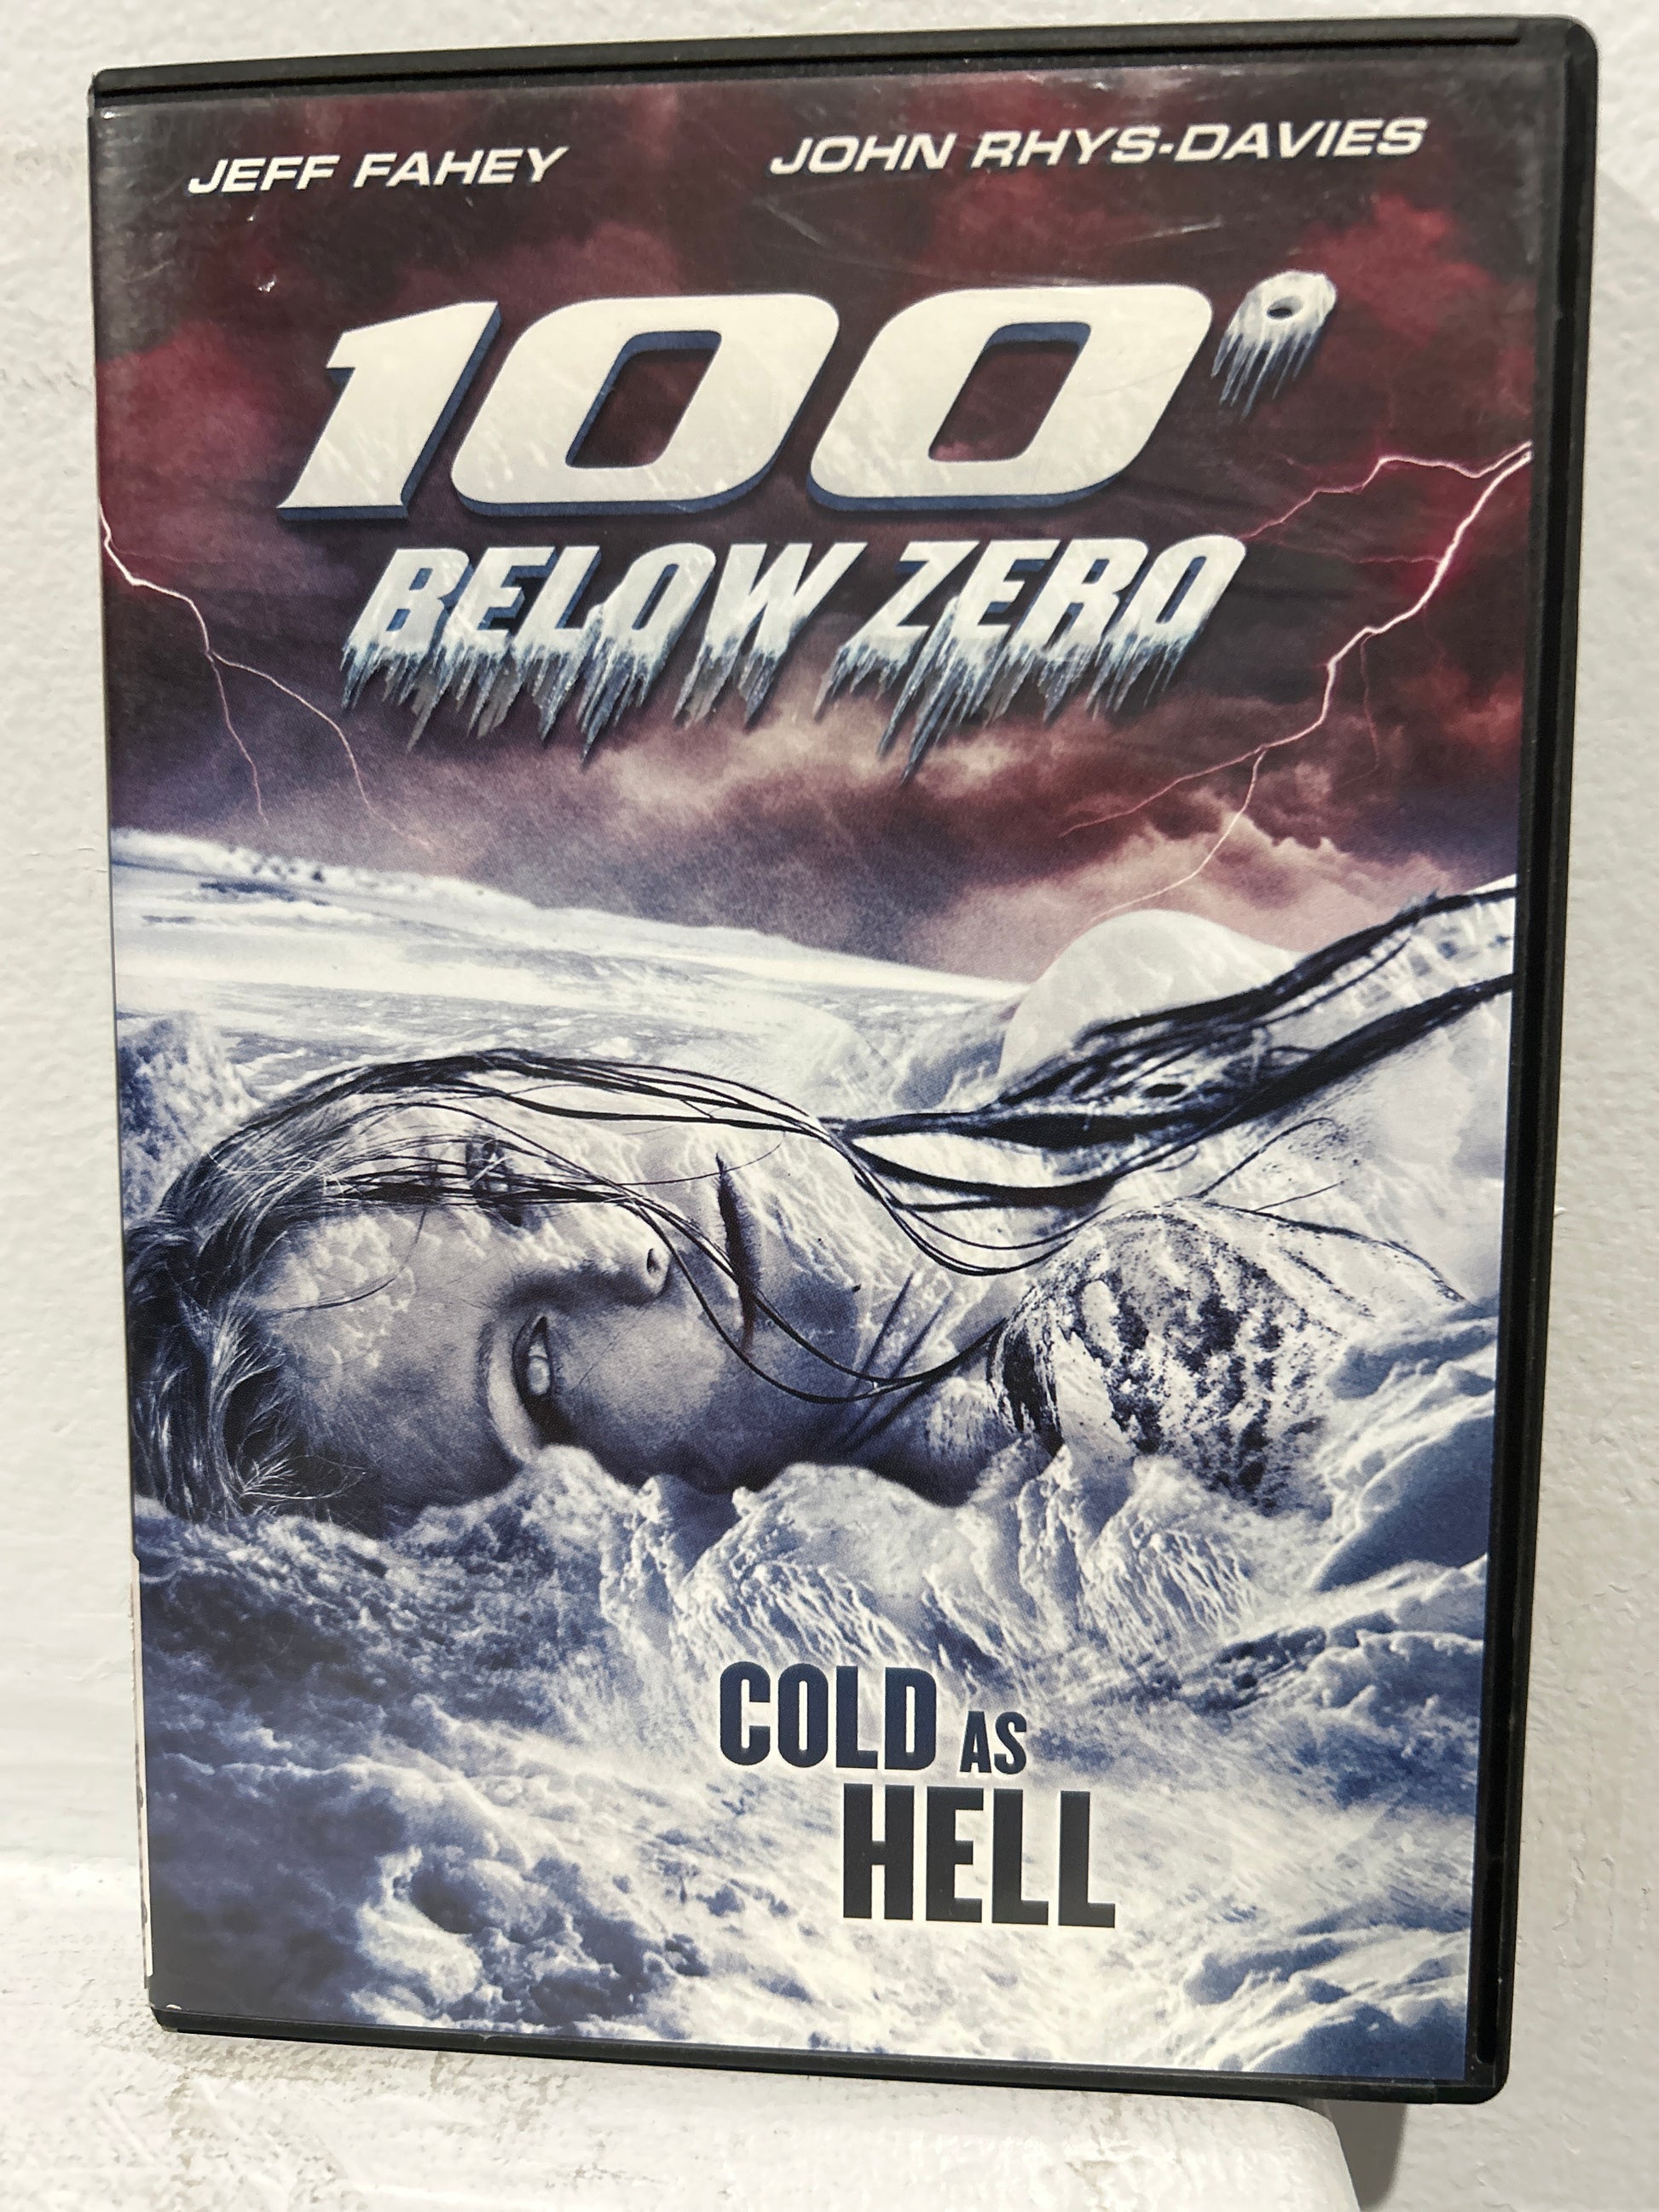 JEFF FAHEY JOHN RHYS-DAVIES
100°
BELOW ZERO
COLD AS
HELL